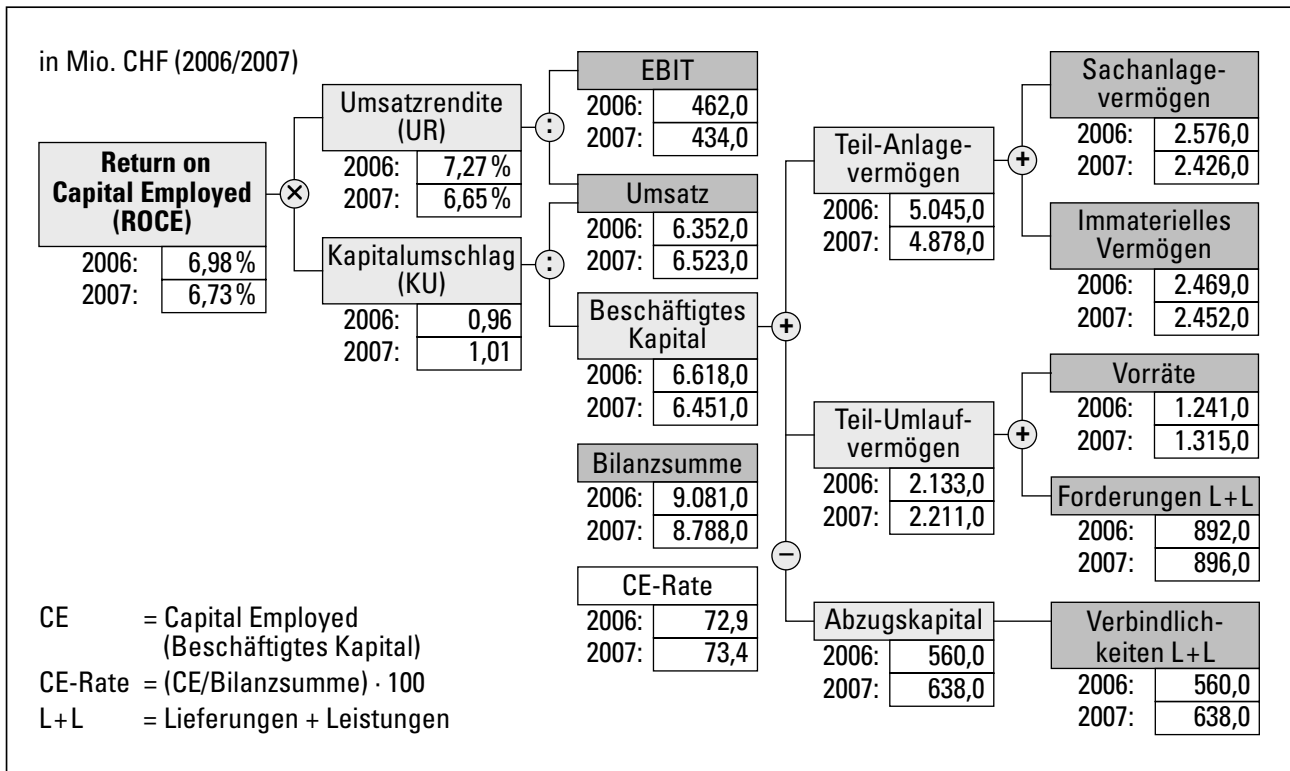 in Mio. CHF (2006/2007)
Return on
Capital Employed
(ROCE)
2006: 6,98 %
2007: 6,73 %
×
Umsatzrendite
(UR)
2006: 7,27 %
2007: 6,65 %
:
Kapitalumschlag
(KU)
2006: 0,96
2007: 1,01
:
EBIT
2006: 462,0
2007: 434,0
Umsatz
2006: 6.352,0
2007: 6.523,0
Beschäftigtes
Kapital
2006: 6.618,0
2007: 6.451,0
+
−
Bilanzsumme
2006: 9.081,0
2007: 8.788,0
CE-Rate
2006: 72,9
2007: 73,4
Teil-Anlage-
vermögen
2006: 5.045,0
2007: 4.878,0
+
Teil-Umlauf-
vermögen
2006: 2.133,0
2007: 2.211,0
+
Abzugskapital
2006: 560,0
2007: 638,0
Sachanlage-
vermögen
2006: 2.576,0
2007: 2.426,0
Immaterielles
Vermögen
2006: 2.469,0
2007: 2.452,0
Vorräte
2006: 1.241,0
2007: 1.315,0
Forderungen L+L
2006: 892,0
2007: 896,0
Verbindlich-
keiten L+L
2006: 560,0
2007: 638,0
CE = Capital Employed
(Beschäftigtes Kapital)
CE-Rate = (CE/Bilanzsumme) · 100
L+L = Lieferungen + Leistungen